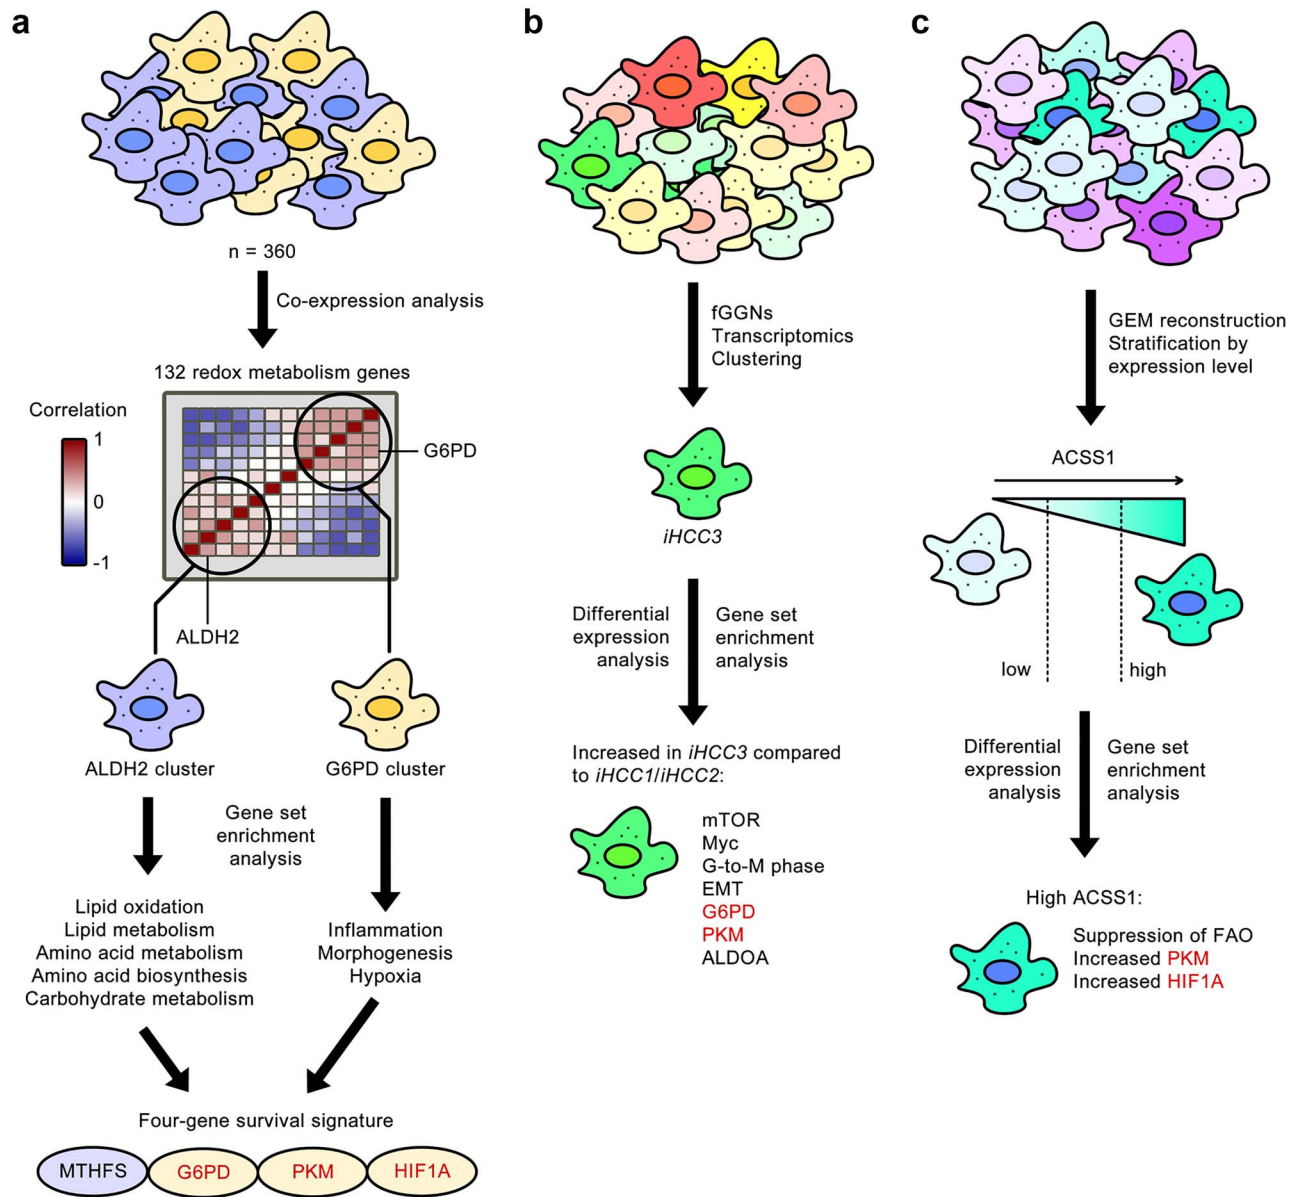 a
n = 360
Co-expression analysis
132 redox metabolism genes
Correlation
1
0
-1
G6PD
ALDH2
ALDH2 cluster
G6PD cluster
Gene set
enrichment
analysis
Lipid oxidation
Lipid metabolism
Amino acid metabolism
Amino acid biosynthesis
Carbohydrate metabolism
Inflammation
Morphogenesis
Hypoxia
Four-gene survival signature
MTHFS
G6PD
PKM
HIF1A
b
fGGNs
Transcriptomics
Clustering
iHCC3
Differential
expression
analysis
Gene set
enrichment
analysis
Increased in iHCC3 compared
to iHCC1/iHCC2:
mTOR
Myc
G-to-M phase
EMT
G6PD
PKM
ALDOA
c
GEM reconstruction
Stratification by
expression level
ACSS1
low
high
Differential
expression
analysis
Gene set
enrichment
analysis
High ACSS1:
Suppression of FAO
Increased PKM
Increased HIF1A